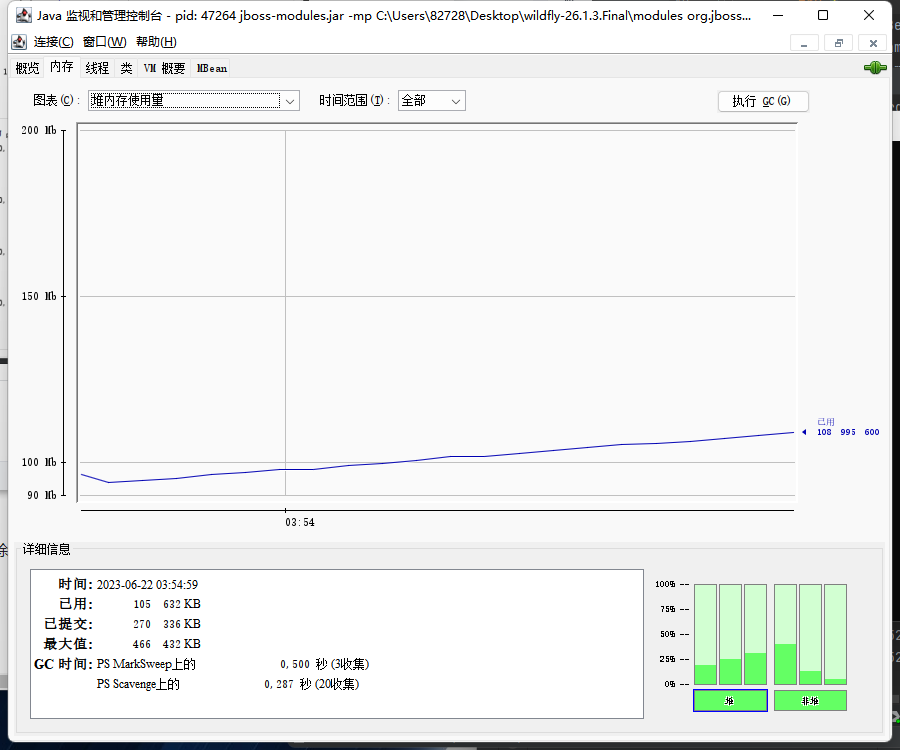 Java 监视和管理控制台 - pid: 47264 jboss-modules.jar -mp C:\Users\82728\Desktop\wildfly-26.1.3.Final\modules org.jboss...
连接(C) 窗口(W) 帮助(H)
概览 内存 线程 类 VM 概要 MBean
图表(C): 堆内存使用量 时间范围(T): 全部 执行 GC(G)
200 Mb
150 Mb
已用
108 995 600
100 Mb
90 Mb
03:54
详细信息
时间: 2023-06-22 03:54:59
已用: 105 632 KB
已提交: 270 336 KB
最大值: 466 432 KB
GC 时间: PS MarkSweep上的 0,500 秒 (3收集)
PS Scavenge上的 0,287 秒 (20收集)
100% --
75% --
50% --
25% --
0% --
堆 非堆